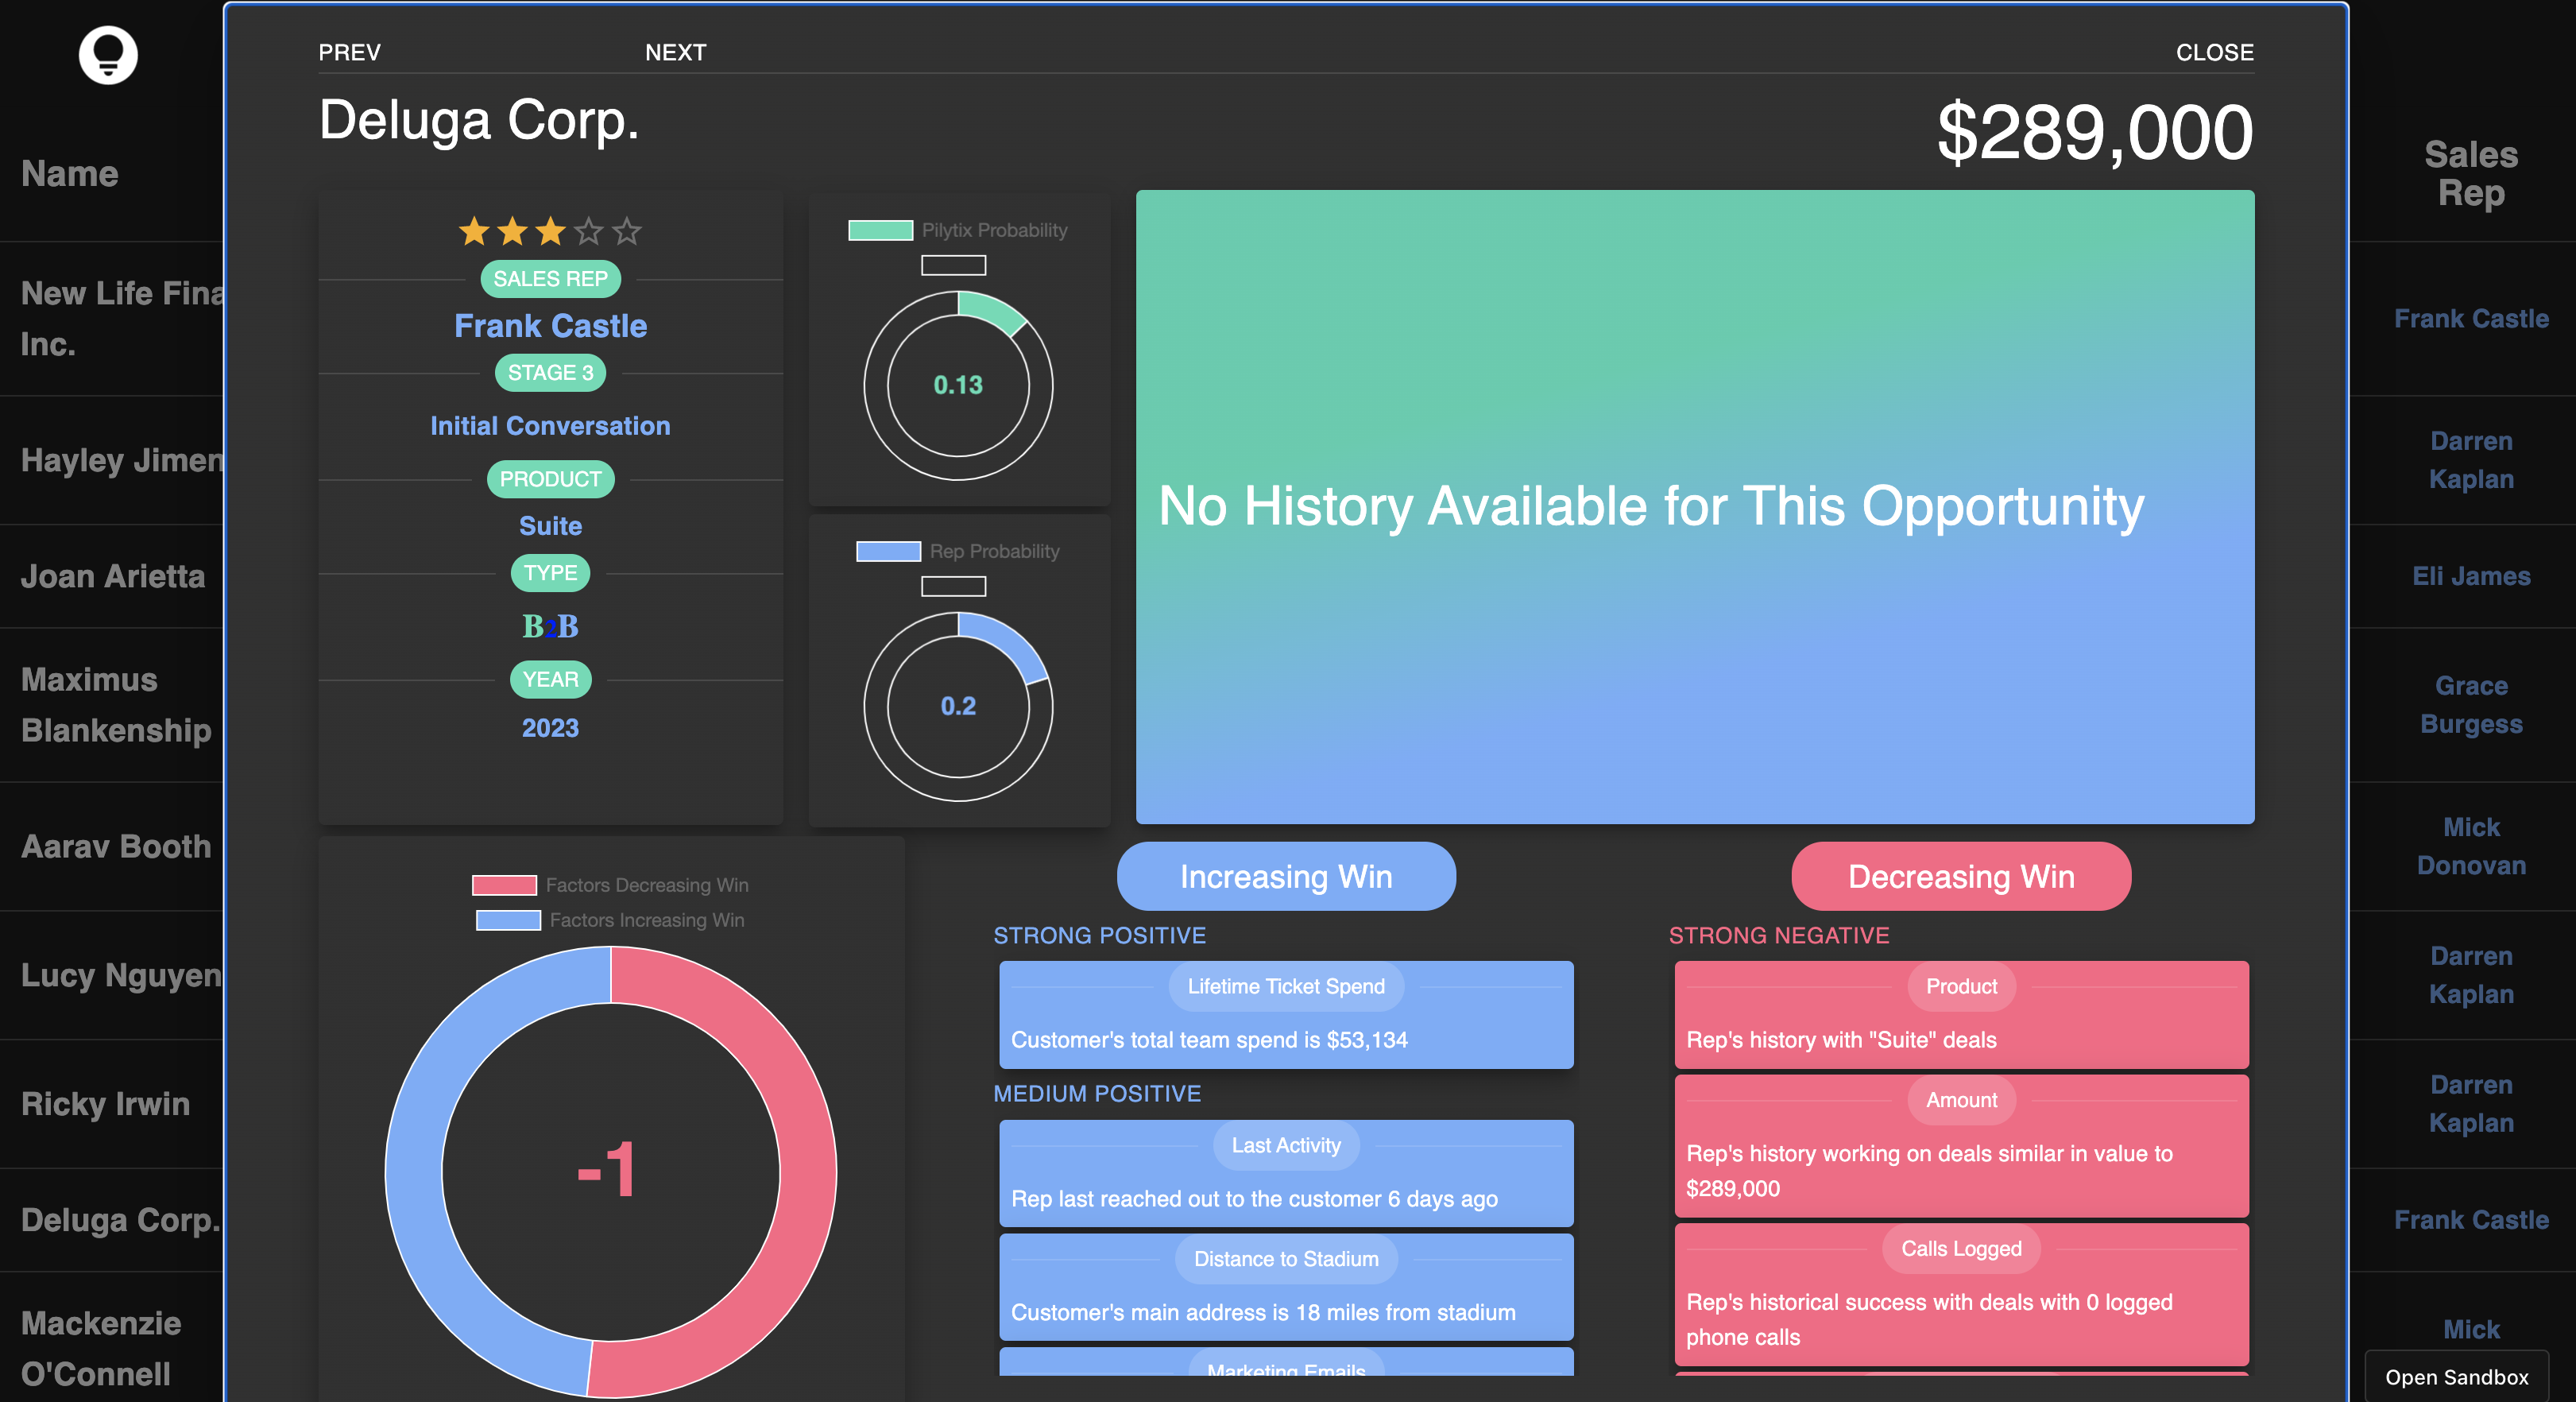 PREV
NEXT
CLOSE
Deluga Corp.
$289,000
Name
New Life Fina
Inc.
Hayley Jimen
Joan Arietta
Maximus
Blankenship
Aarav Booth
Lucy Nguyen
Ricky Irwin
Deluga Corp.
Mackenzie
O'Connell
SALES REP
Frank Castle
STAGE 3
Initial Conversation
PRODUCT
Suite
TYPE
B2B
YEAR
2023
Pilytix Probability
0.13
Rep Probability
0.2
No History Available for This Opportunity
Factors Decreasing Win
Factors Increasing Win
-1
Increasing Win
STRONG POSITIVE
Lifetime Ticket Spend
Customer's total team spend is $53,134
MEDIUM POSITIVE
Last Activity
Rep last reached out to the customer 6 days ago
Distance to Stadium
Customer's main address is 18 miles from stadium
Marketing Emails
Decreasing Win
STRONG NEGATIVE
Product
Rep's history with "Suite" deals
Amount
Rep's history working on deals similar in value to
$289,000
Calls Logged
Rep's historical success with deals with 0 logged
phone calls
Sales
Rep
Frank Castle
Darren
Kaplan
Eli James
Grace
Burgess
Mick
Donovan
Darren
Kaplan
Darren
Kaplan
Frank Castle
Mick
Open Sandbox